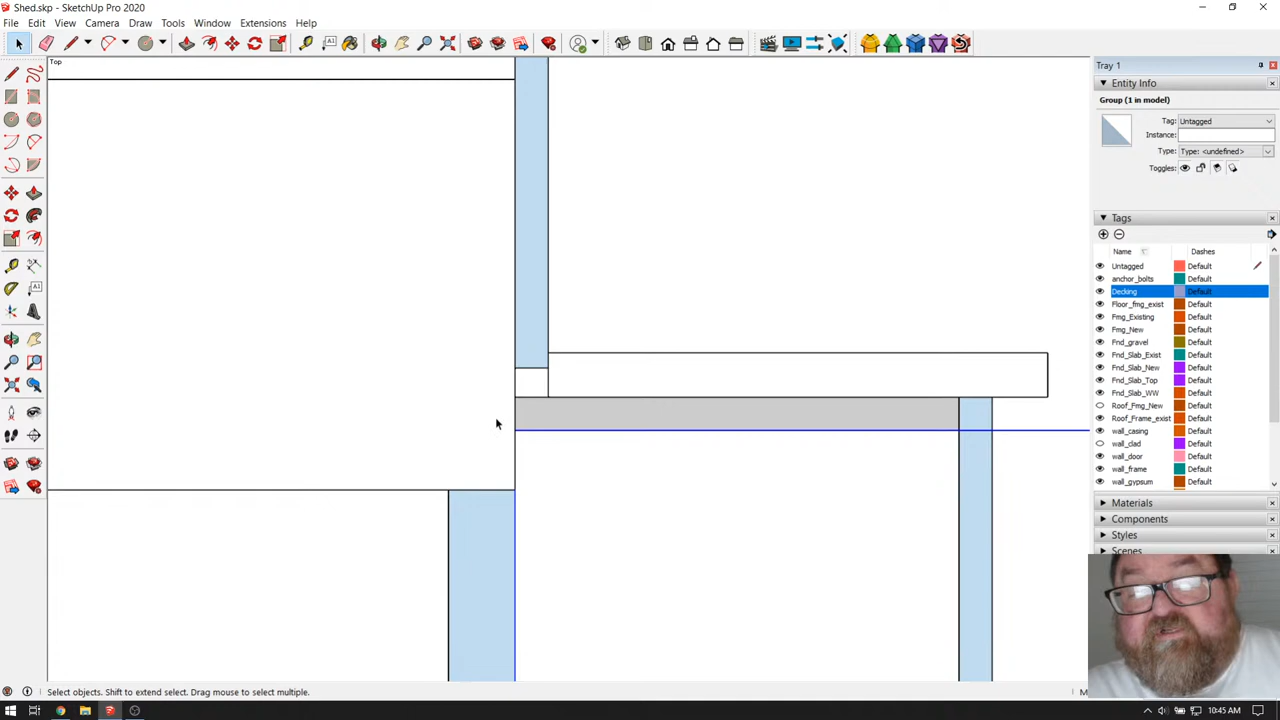 Shed.skp - SketchUp Pro 2020
File Edit View Camera Draw Tools Window Extensions Help
Top
Tray 1
Entity Info
Group (1 in model)
Tag: Untagged
Instance:
Type: Type: <undefined>
Toggles:
Tags
Name Dashes
Untagged Default
anchor_bolts Default
Decking Default
Floor_fmg_exist Default
Fmg_Existing Default
Fmg_New Default
Fnd_gravel Default
Fnd_Slab_Exist Default
Fnd_Slab_New Default
Fnd_Slab_Top Default
Fnd_Slab_WW Default
Roof_Fmg_New Default
Roof_Frame_exist Default
wall_casing Default
wall_clad Default
wall_door Default
wall_frame Default
wall_gypsum Default
Materials
Components
Styles
Scenes
Select objects. Shift to extend select. Drag mouse to select multiple.
10:45 AM